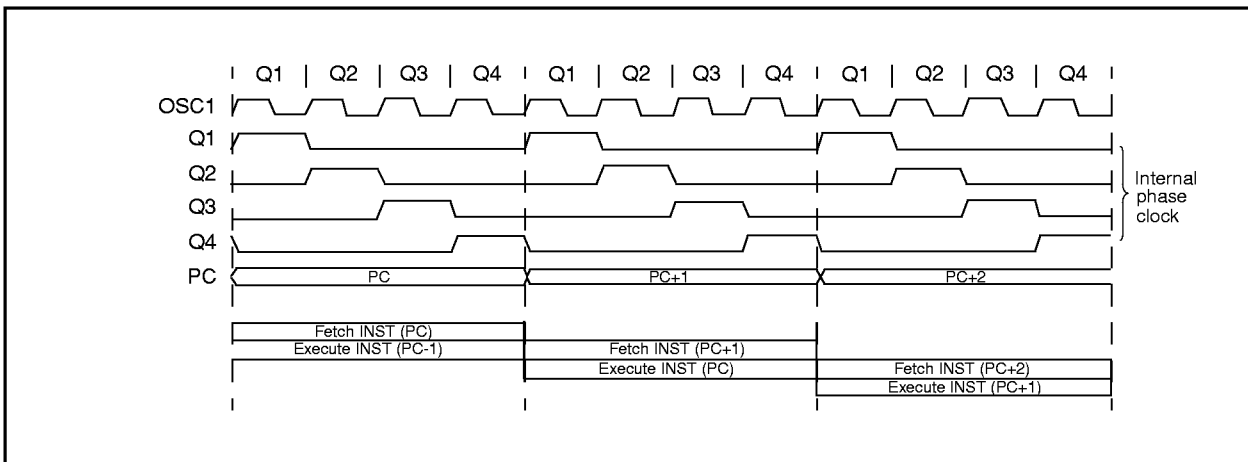 Q1 | Q2 | Q3 | Q4 | Q1 | Q2 | Q3 | Q4 | Q1 | Q2 | Q3 | Q4
OSC1
Q1
Q2
Q3
Q4
Internal
phase
clock
PC PC PC+1 PC+2
Fetch INST (PC)
Execute INST (PC-1) Fetch INST (PC+1)
Execute INST (PC) Fetch INST (PC+2)
Execute INST (PC+1)